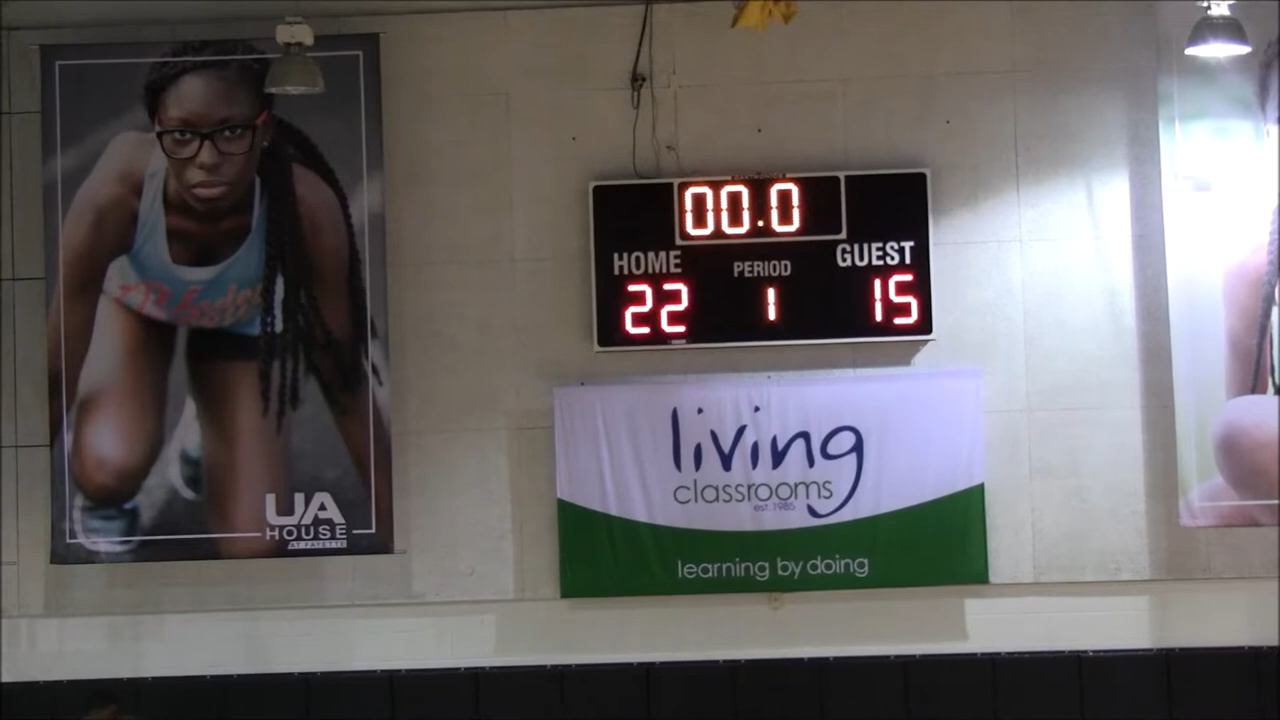 00.0
HOME
PERIOD
GUEST
22
1
15
living
classrooms
est. 1985
learning by doing
UA
HOUSE
AT FAYETTE